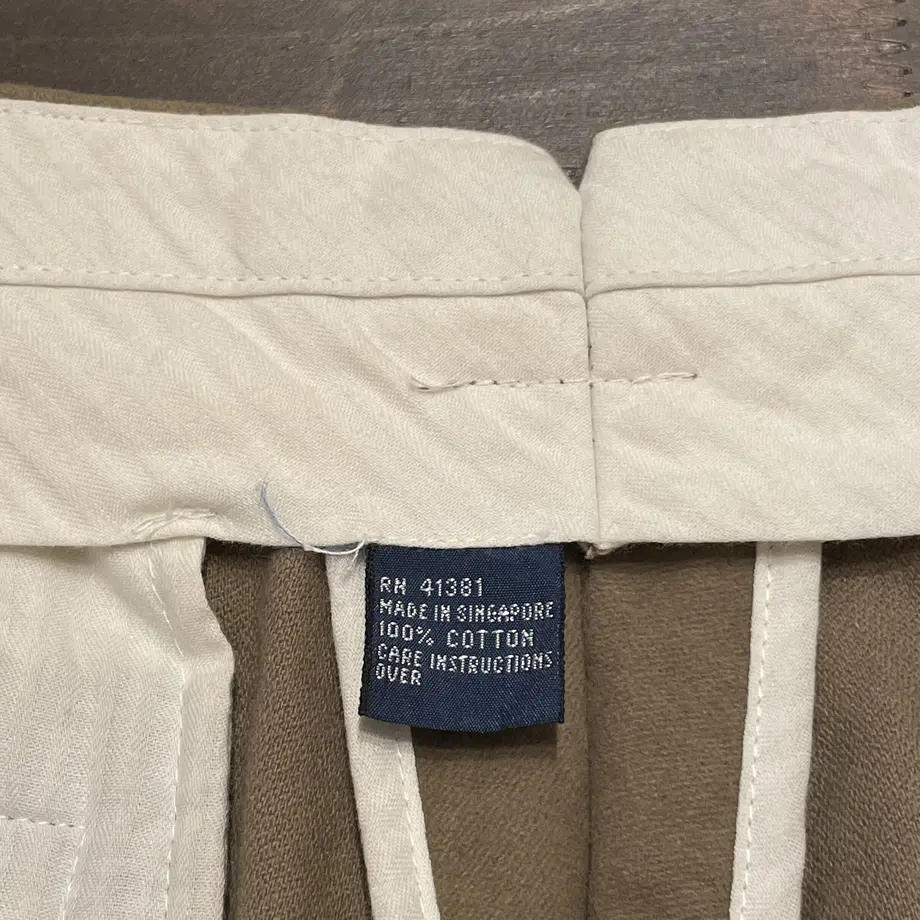 RN 41381
MADE IN SINGAPORE
100% COTTON
CARE INSTRUCTIONS
OVER